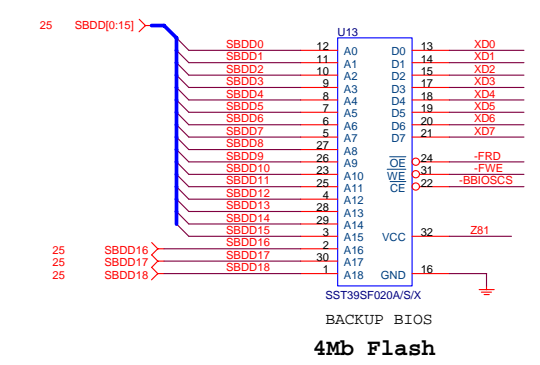 25 SBDD[0:15]
U13
SBDD0 12 A0 D0 13 XD0
SBDD1 11 A1 D1 14 XD1
SBDD2 10 A2 D2 15 XD2
SBDD3 9 A3 D3 17 XD3
SBDD4 8 A4 D4 18 XD4
SBDD5 7 A5 D5 19 XD5
SBDD6 6 A6 D6 20 XD6
SBDD7 5 A7 D7 21 XD7
SBDD8 27 A8
SBDD9 26 A9 OE 24 -FRD
SBDD10 23 A10 WE 31 -FWE
SBDD11 25 A11 CE 22 -BBIOSCS
SBDD12 4 A12
SBDD13 28 A13
SBDD14 29 A14
SBDD15 3 A15 VCC 32 Z81
25 SBDD16 SBDD16 2 A16
25 SBDD17 SBDD17 30 A17
25 SBDD18 SBDD18 1 A18 GND 16
SST39SF020A/S/X
BACKUP BIOS
4Mb Flash